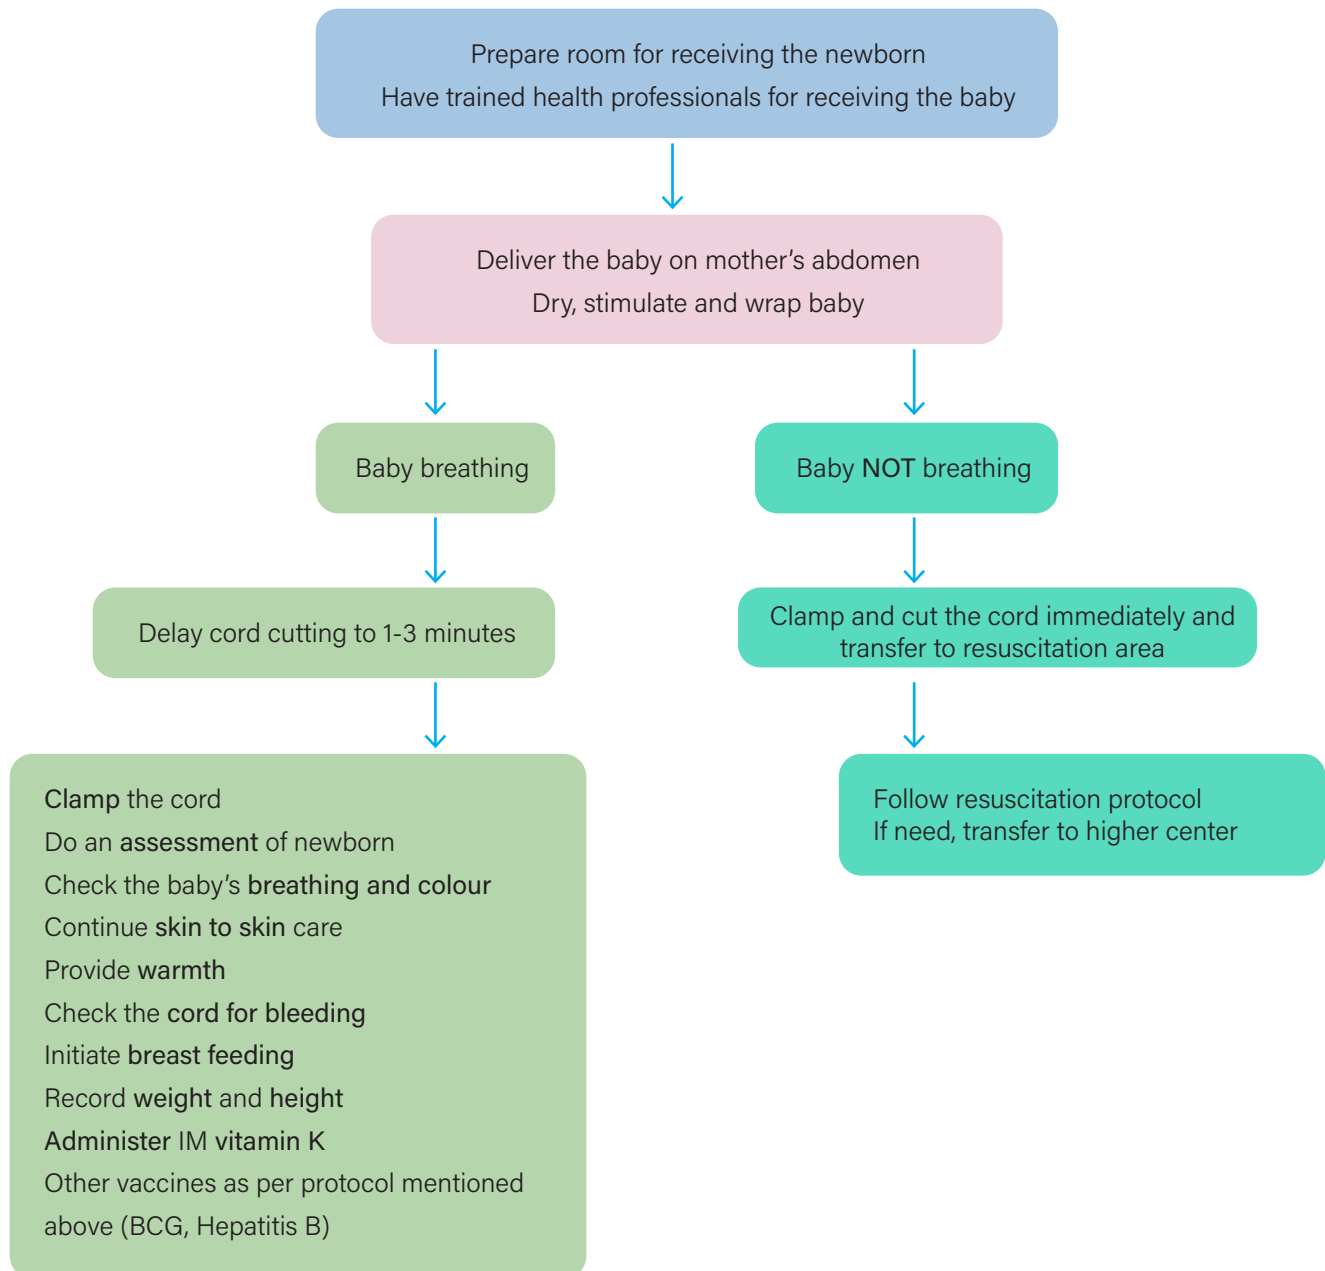 Prepare room for receiving the newborn
Have trained health professionals for receiving the baby
Deliver the baby on mother’s abdomen
Dry, stimulate and wrap baby
Baby breathing
Baby NOT breathing
Delay cord cutting to 1-3 minutes
Clamp and cut the cord immediately and
transfer to resuscitation area
Clamp the cord
Do an assessment of newborn
Check the baby’s breathing and colour
Continue skin to skin care
Provide warmth
Check the cord for bleeding
Initiate breast feeding
Record weight and height
Administer IM vitamin K
Other vaccines as per protocol mentioned
above (BCG, Hepatitis B)
Follow resuscitation protocol
If need, transfer to higher center